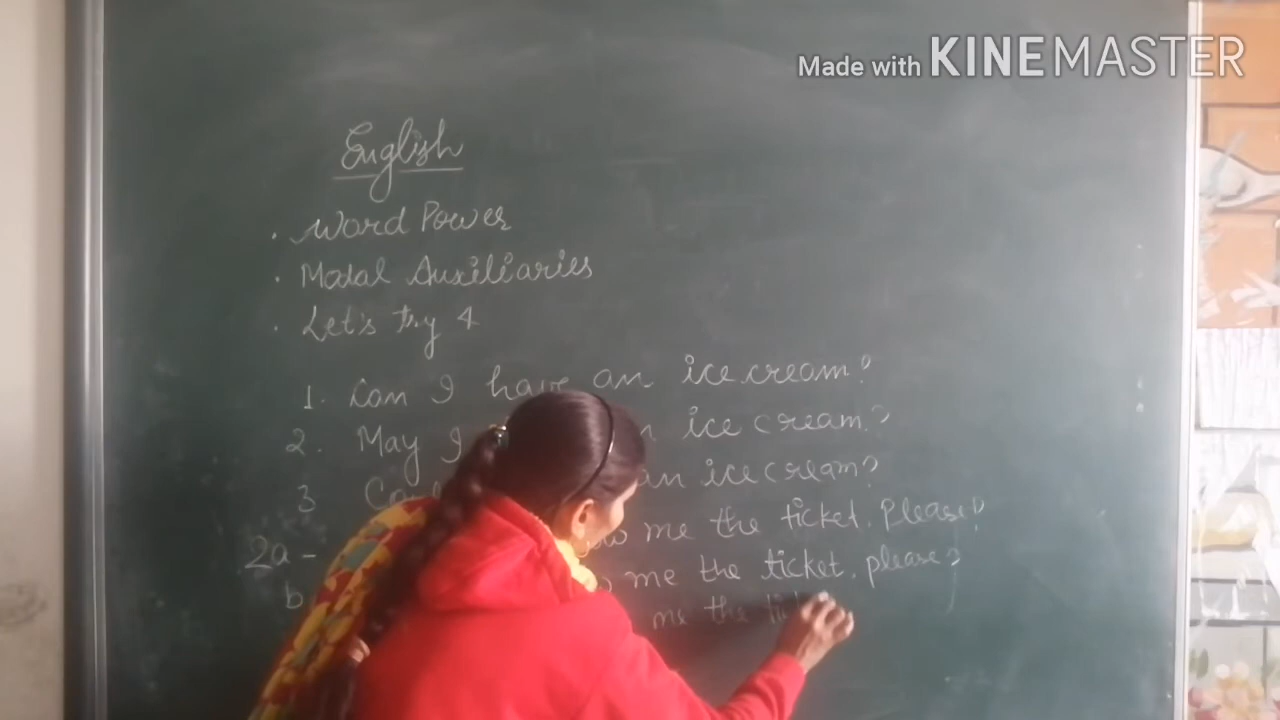 Made with KINEMASTER
English
. Word Power
. Modal Auxiliaries
. Let's try 4
1. Can I have an ice cream?
2. May I ice cream?
3 an ice cream?
2a - me the ticket, please?
b me the ticket, please?
me the